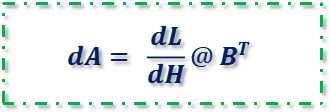 dA = dL/dH @ B^T